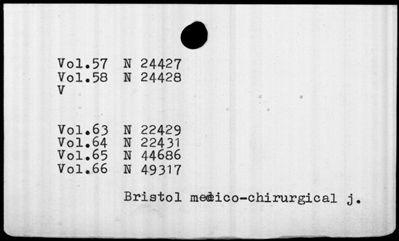 Vol.57 N 24427
Vol.58 N 24428
V
Vol.63 N 22429
Vol.64 N 22431
Vol.65 N 44686
Vol.66 N 49317
Bristol medico-chirurgical j.